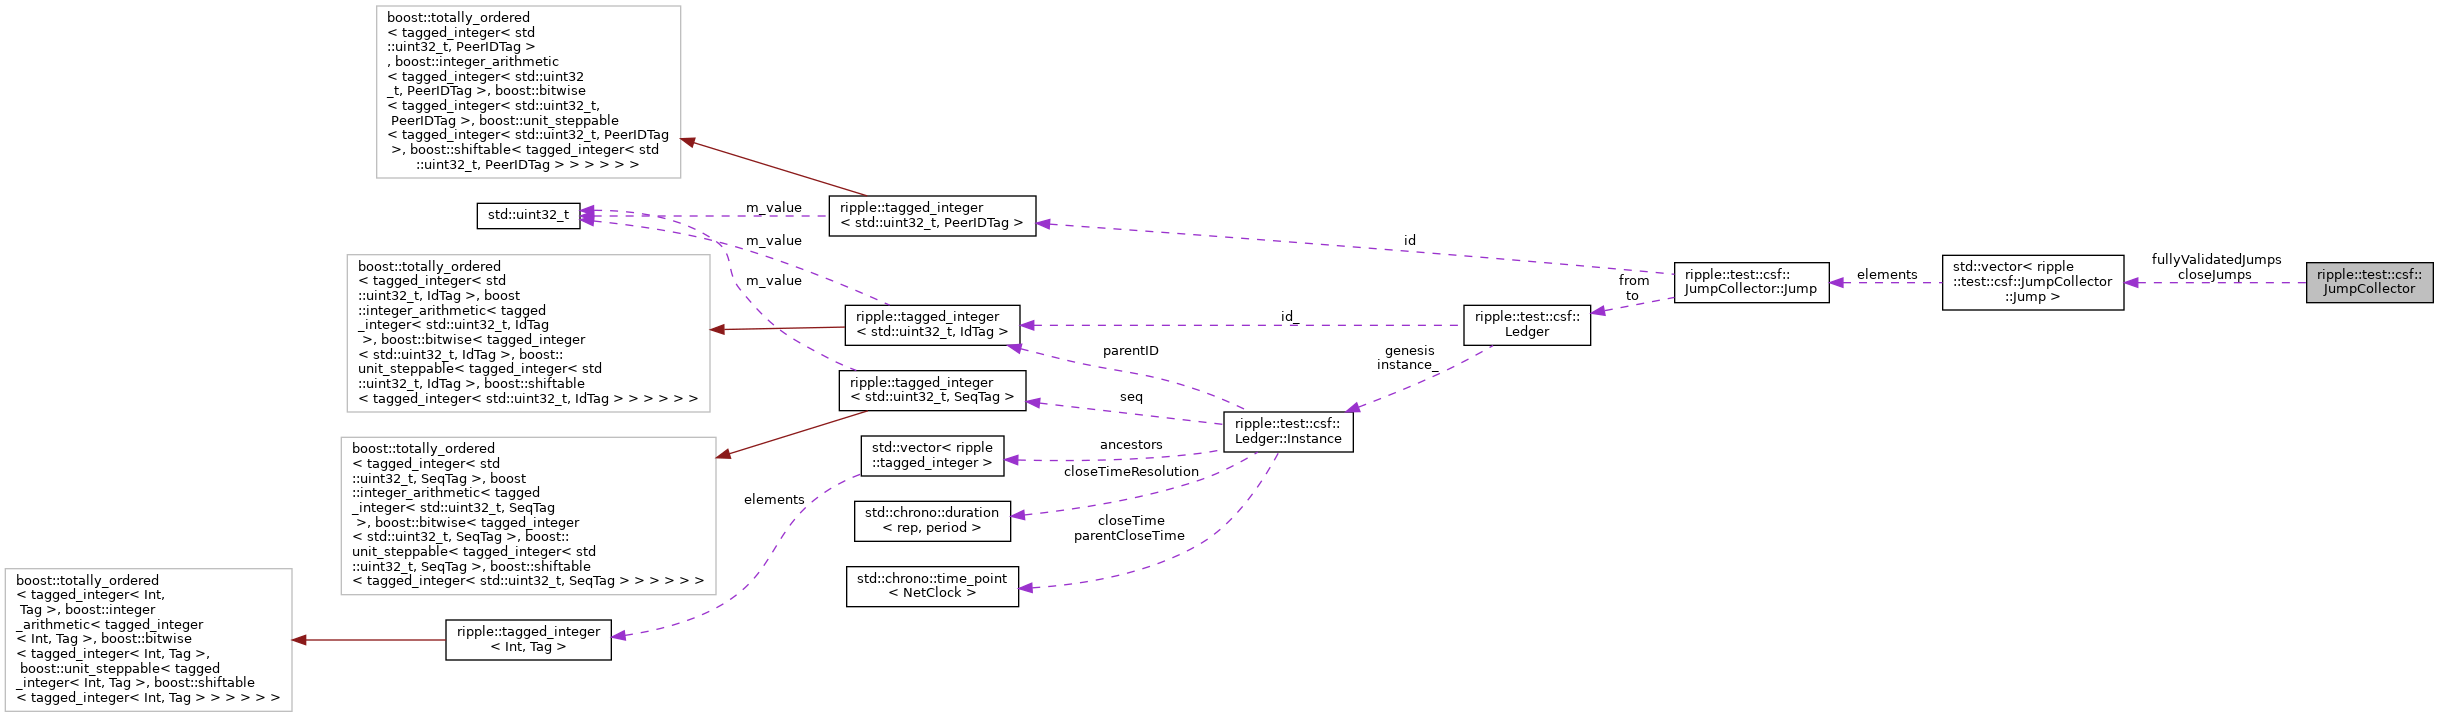 boost::totally_ordered
< tagged_integer< std
::uint32_t, PeerIDTag >
, boost::integer_arithmetic
< tagged_integer< std::uint32
_t, PeerIDTag >, boost::bitwise
< tagged_integer< std::uint32_t,
PeerIDTag >, boost::unit_steppable
< tagged_integer< std::uint32_t, PeerIDTag
>, boost::shiftable< tagged_integer< std
::uint32_t, PeerIDTag > > > > > >
std::uint32_t
m_value
m_value
m_value
ripple::tagged_integer
< std::uint32_t, PeerIDTag >
id
boost::totally_ordered
< tagged_integer< std
::uint32_t, IdTag >, boost
::integer_arithmetic< tagged
_integer< std::uint32_t, IdTag
>, boost::bitwise< tagged_integer
< std::uint32_t, IdTag >, boost::
unit_steppable< tagged_integer< std
::uint32_t, IdTag >, boost::shiftable
< tagged_integer< std::uint32_t, IdTag > > > > > >
ripple::tagged_integer
< std::uint32_t, IdTag >
id_
parentID
ripple::test::csf::
Ledger
from
to
ripple::test::csf::
JumpCollector::Jump
elements
std::vector< ripple
::test::csf::JumpCollector
::Jump >
fullyValidatedJumps
closeJumps
ripple::test::csf::
JumpCollector
genesis
instance_
ripple::tagged_integer
< std::uint32_t, SeqTag >
seq
ripple::test::csf::
Ledger::Instance
boost::totally_ordered
< tagged_integer< std
::uint32_t, SeqTag >, boost
::integer_arithmetic< tagged
_integer< std::uint32_t, SeqTag
>, boost::bitwise< tagged_integer
< std::uint32_t, SeqTag >, boost::
unit_steppable< tagged_integer< std
::uint32_t, SeqTag >, boost::shiftable
< tagged_integer< std::uint32_t, SeqTag > > > > > >
std::vector< ripple
::tagged_integer >
ancestors
elements
closeTimeResolution
std::chrono::duration
< rep, period >
closeTime
parentCloseTime
std::chrono::time_point
< NetClock >
boost::totally_ordered
< tagged_integer< Int,
Tag >, boost::integer
_arithmetic< tagged_integer
< Int, Tag >, boost::bitwise
< tagged_integer< Int, Tag >,
boost::unit_steppable< tagged
_integer< Int, Tag >, boost::shiftable
< tagged_integer< Int, Tag > > > > > >
ripple::tagged_integer
< Int, Tag >